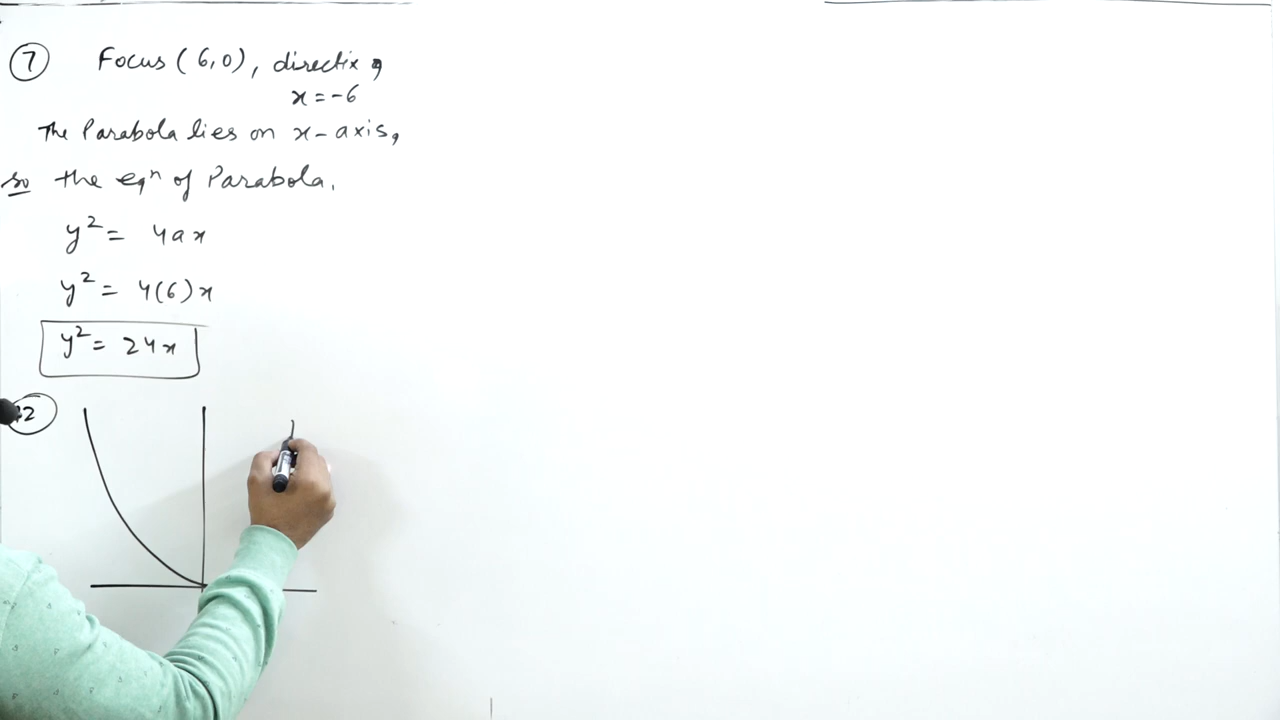 7 Focus (6,0), directix,
x = -6
The Parabola lies on x-axis,
so the eqⁿ of Parabola.
y² = 4ax
y² = 4(6)x
y² = 24x